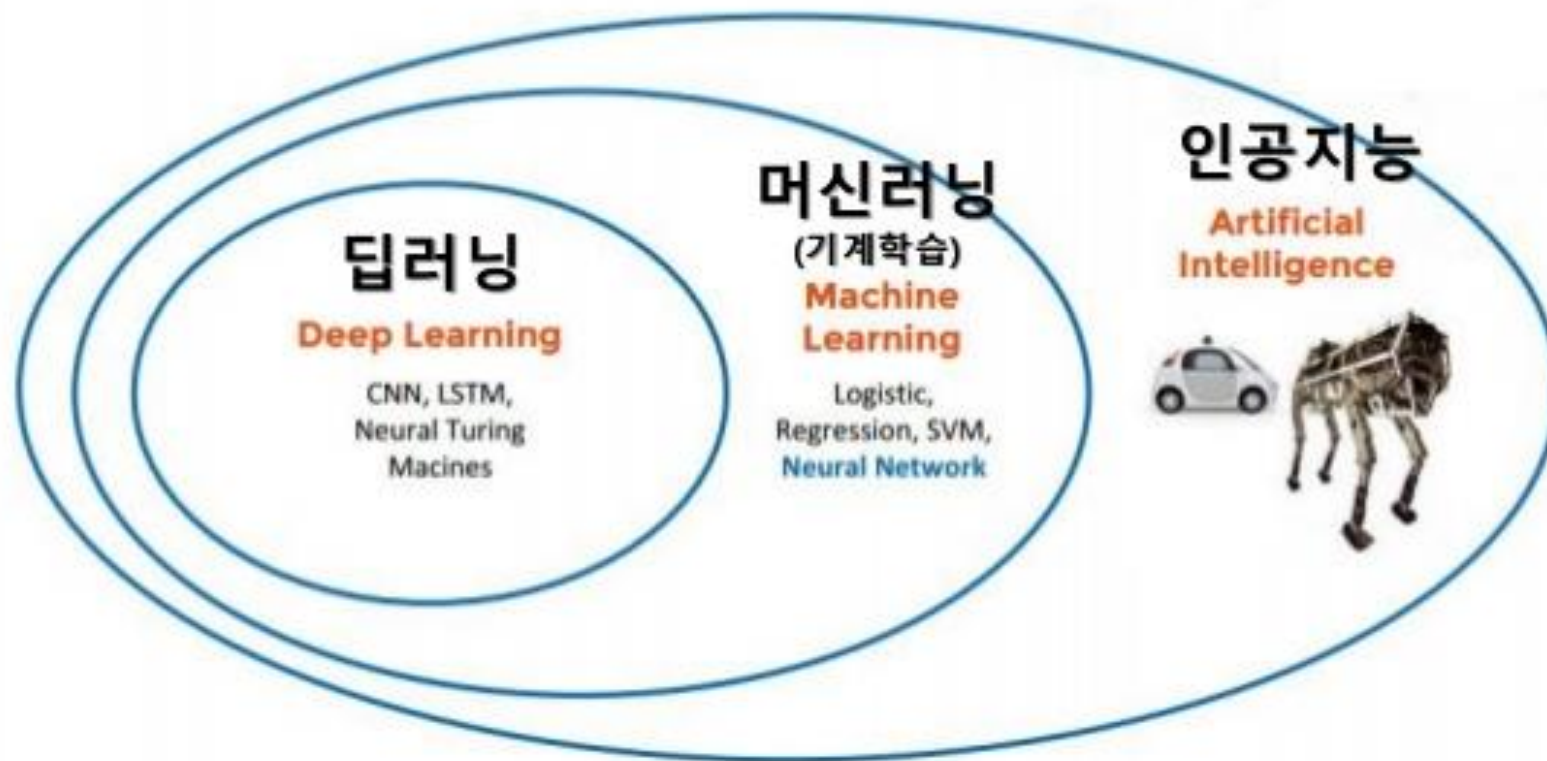 딥러닝
Deep Learning
CNN, LSTM,
Neural Turing
Macines
머신러닝
(기계학습)
Machine
Learning
Logistic,
Regression, SVM,
Neural Network
인공지능
Artificial
Intelligence